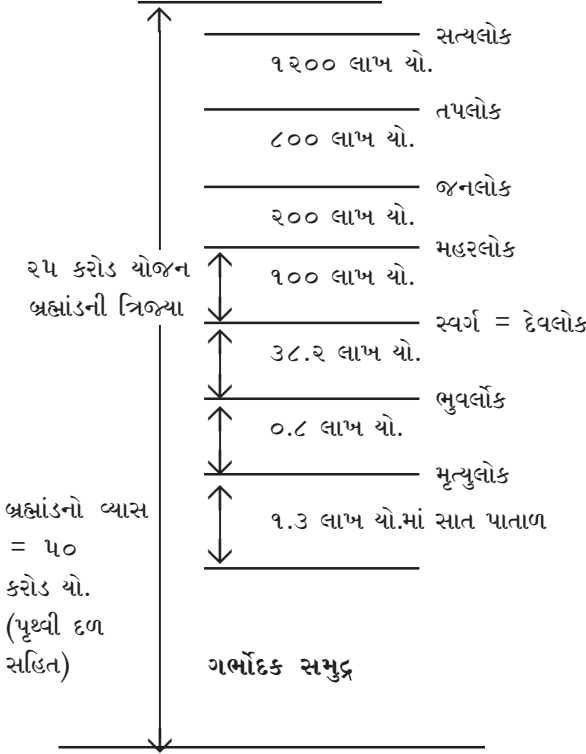 સત્યલોક
૧૨૦૦ લાખ યો.
તપલોક
૮૦૦ લાખ યો.
જનલોક
૨૦૦ લાખ યો.
મહરલોક
૨૫ કરોડ યોજન
બ્રહ્માંડની ત્રિજ્યા
૧૦૦ લાખ યો.
સ્વર્ગ = દેવલોક
૩૮.૨ લાખ યો.
ભુવર્લોક
૦.૮ લાખ યો.
મૃત્યુલોક
૧.૩ લાખ યો.માં સાત પાતાળ
બ્રહ્માંડનો વ્યાસ
= ૫૦
કરોડ યો.
(પૃથ્વી દળ
સહિત)
ગર્ભોદક સમુદ્ર